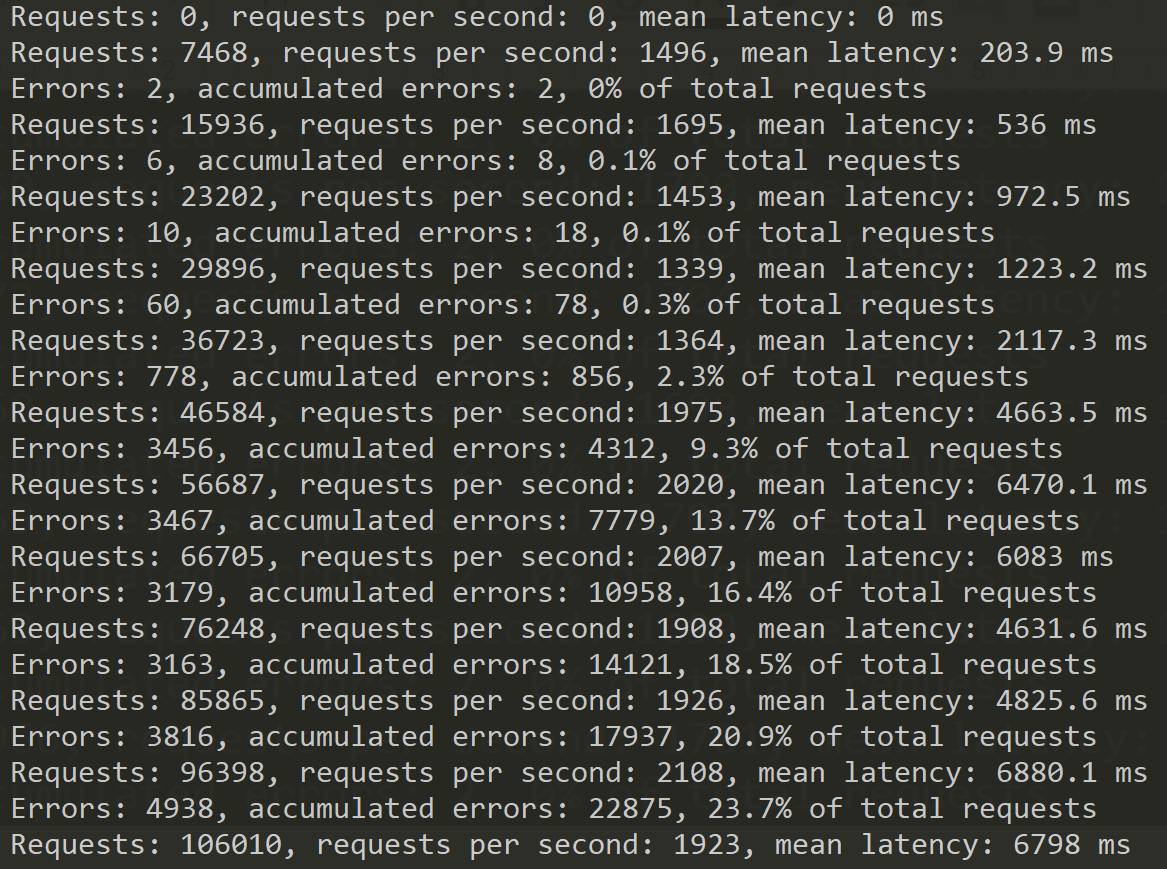 Requests: 0, requests per second: 0, mean latency: 0 ms
Requests: 7468, requests per second: 1496, mean latency: 203.9 ms
Errors: 2, accumulated errors: 2, 0% of total requests
Requests: 15936, requests per second: 1695, mean latency: 536 ms
Errors: 6, accumulated errors: 8, 0.1% of total requests
Requests: 23202, requests per second: 1453, mean latency: 972.5 ms
Errors: 10, accumulated errors: 18, 0.1% of total requests
Requests: 29896, requests per second: 1339, mean latency: 1223.2 ms
Errors: 60, accumulated errors: 78, 0.3% of total requests
Requests: 36723, requests per second: 1364, mean latency: 2117.3 ms
Errors: 778, accumulated errors: 856, 2.3% of total requests
Requests: 46584, requests per second: 1975, mean latency: 4663.5 ms
Errors: 3456, accumulated errors: 4312, 9.3% of total requests
Requests: 56687, requests per second: 2020, mean latency: 6470.1 ms
Errors: 3467, accumulated errors: 7779, 13.7% of total requests
Requests: 66705, requests per second: 2007, mean latency: 6083 ms
Errors: 3179, accumulated errors: 10958, 16.4% of total requests
Requests: 76248, requests per second: 1908, mean latency: 4631.6 ms
Errors: 3163, accumulated errors: 14121, 18.5% of total requests
Requests: 85865, requests per second: 1926, mean latency: 4825.6 ms
Errors: 3816, accumulated errors: 17937, 20.9% of total requests
Requests: 96398, requests per second: 2108, mean latency: 6880.1 ms
Errors: 4938, accumulated errors: 22875, 23.7% of total requests
Requests: 106010, requests per second: 1923, mean latency: 6798 ms